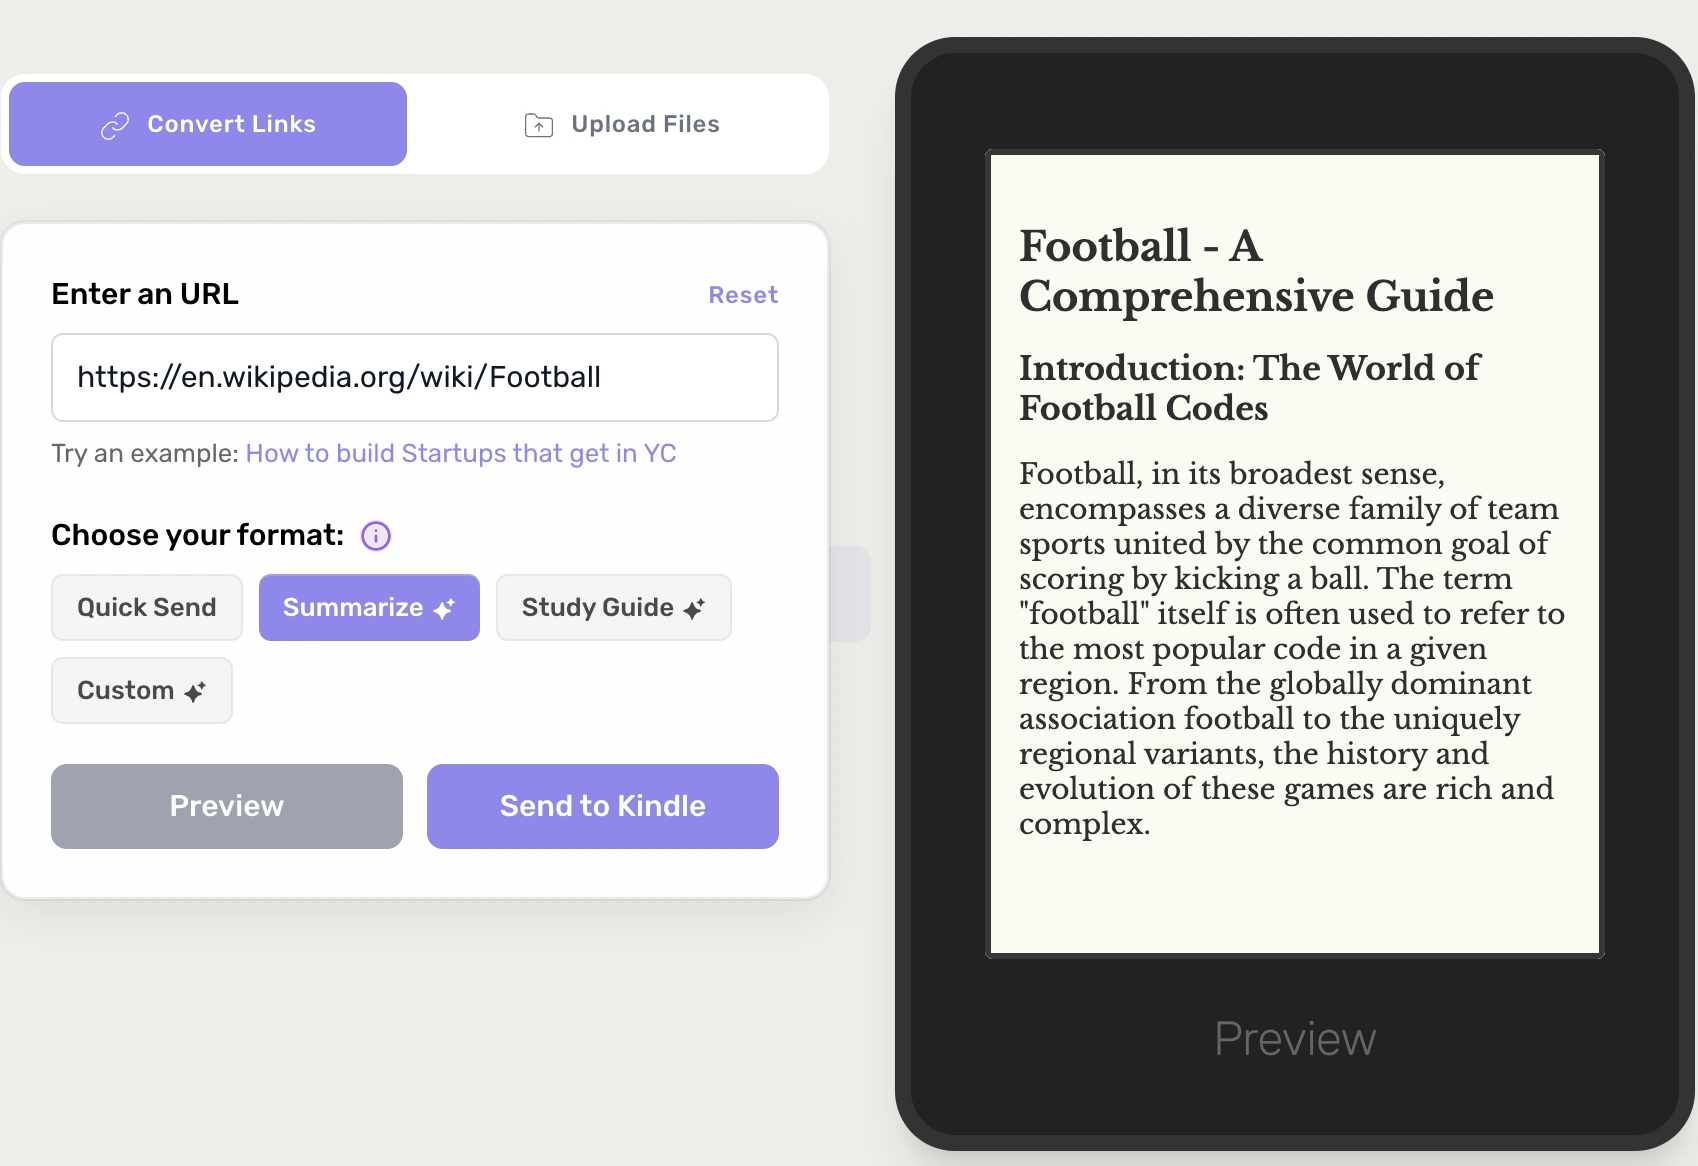 Convert Links
Upload Files
Enter an URL
Reset
https://en.wikipedia.org/wiki/Football
Try an example: How to build Startups that get in YC
Choose your format:
Quick Send
Summarize
Study Guide
Custom
Preview
Send to Kindle
Football - A
Comprehensive Guide
Introduction: The World of
Football Codes
Football, in its broadest sense,
encompasses a diverse family of team
sports united by the common goal of
scoring by kicking a ball. The term
"football" itself is often used to refer to
the most popular code in a given
region. From the globally dominant
association football to the uniquely
regional variants, the history and
evolution of these games are rich and
complex.
Preview